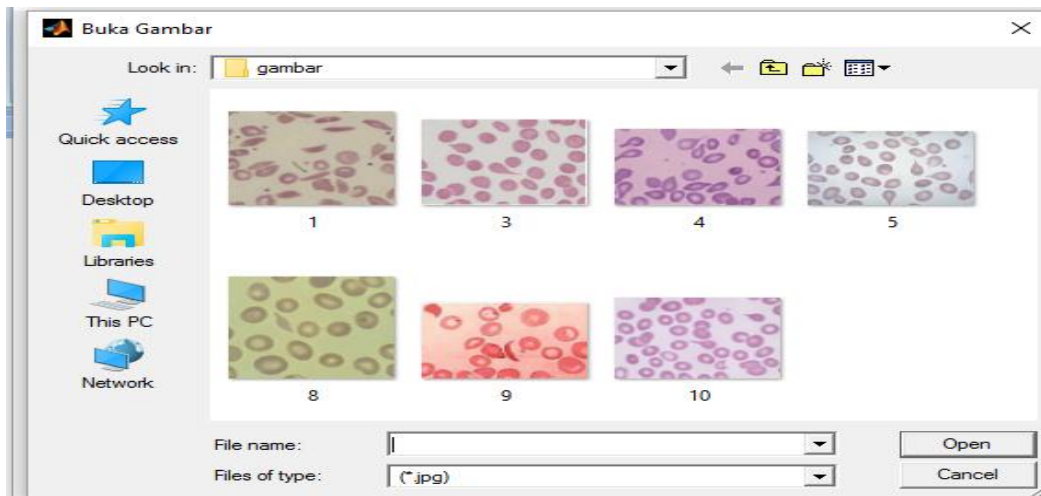 Buka Gambar
Look in: gambar
Quick access
Desktop
Libraries
This PC
Network
1 3 4 5
8 9 10
File name: Open
Files of type: (*.jpg) Cancel